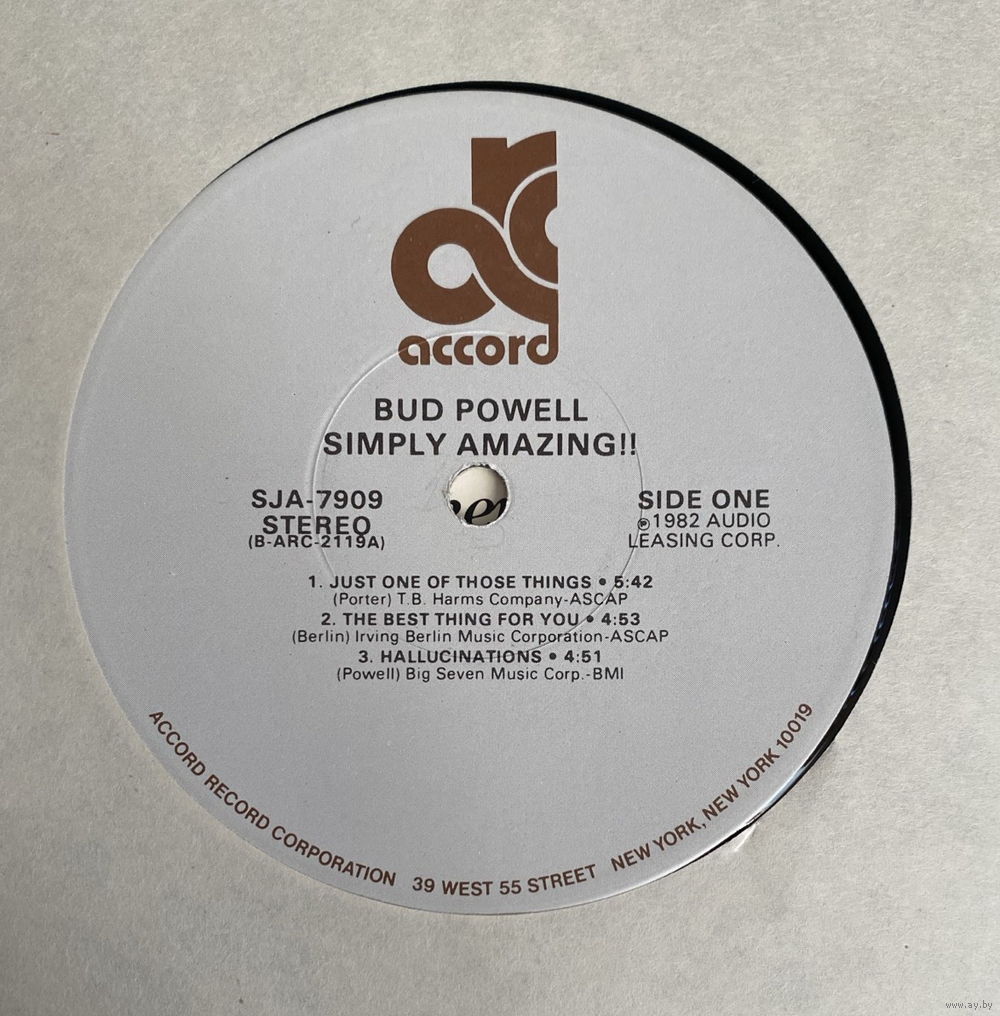 accord
BUD POWELL
SIMPLY AMAZING!!
SJA-7909
STEREO
(B-ARC-2119A)
SIDE ONE
℗1982 AUDIO
LEASING CORP.
1. JUST ONE OF THOSE THINGS • 5:42
(Porter) T.B. Harms Company-ASCAP
2. THE BEST THING FOR YOU • 4:53
(Berlin) Irving Berlin Music Corporation-ASCAP
3. HALLUCINATIONS • 4:51
(Powell) Big Seven Music Corp.-BMI
ACCORD RECORD CORPORATION 39 WEST 55 STREET NEW YORK, NEW YORK 10019
www.ay.by